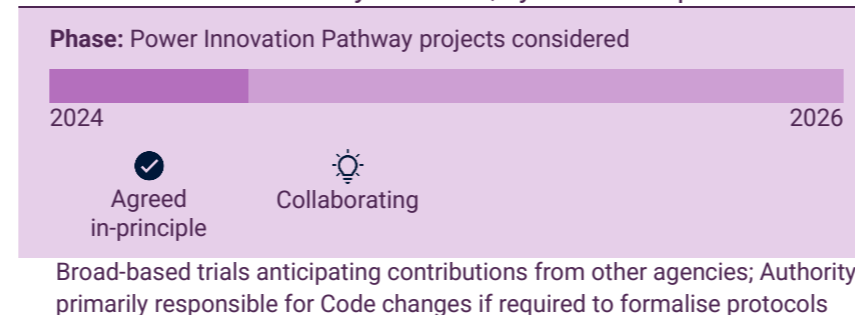 Phase: Power Innovation Pathway projects considered
2024 2026
Agreed Collaborating
in-principle
Broad-based trials anticipating contributions from other agencies; Authority
primarily responsible for Code changes if required to formalise protocols